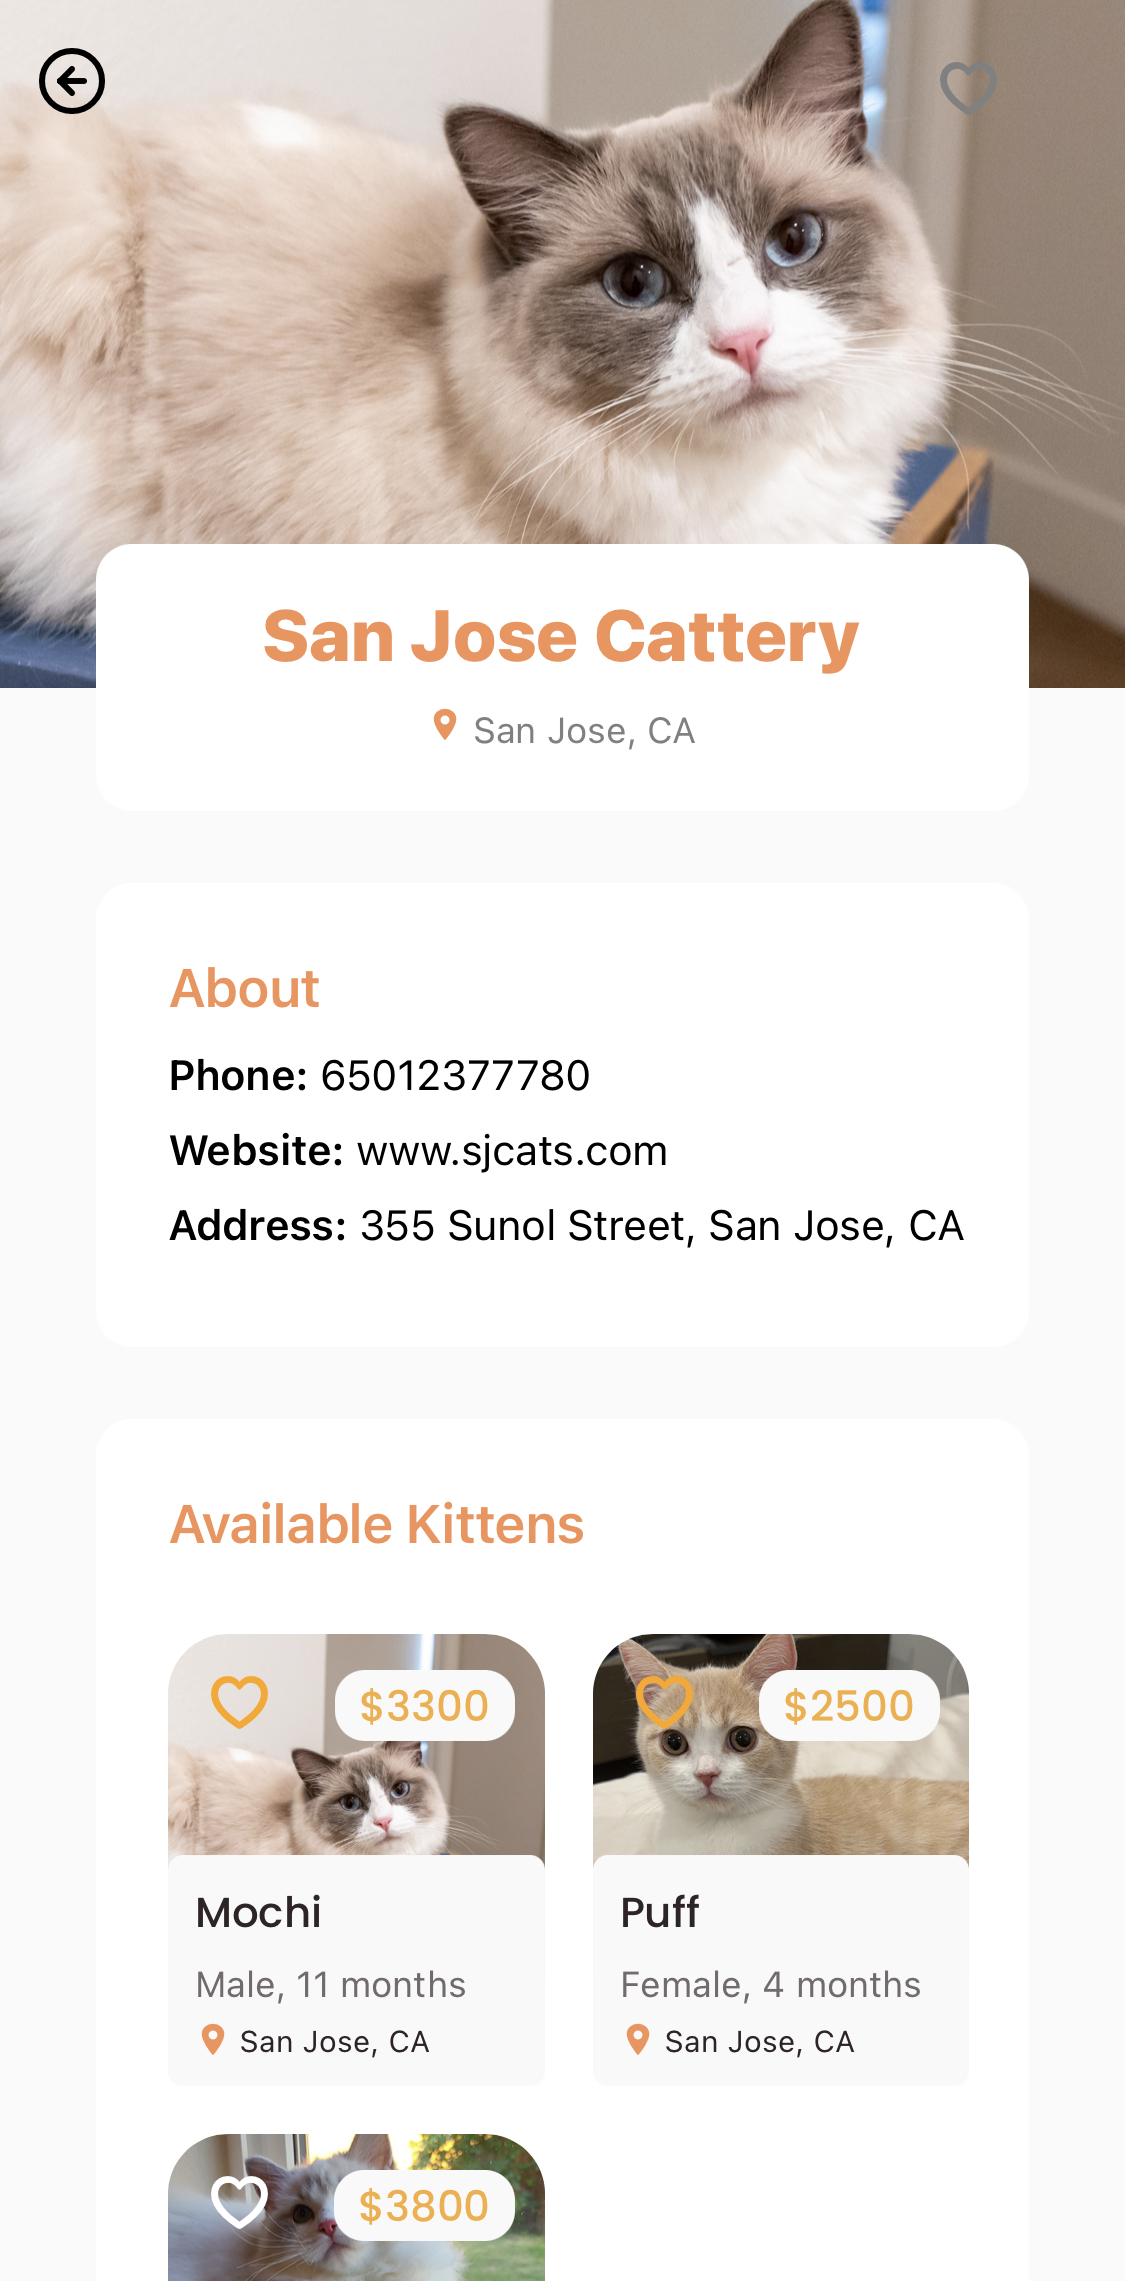 San Jose Cattery
San Jose, CA
About
Phone: 65012377780
Website: www.sjcats.com
Address: 355 Sunol Street, San Jose, CA
Available Kittens
$3300
$2500
Mochi
Puff
Male, 11 months
Female, 4 months
San Jose, CA
San Jose, CA
$3800